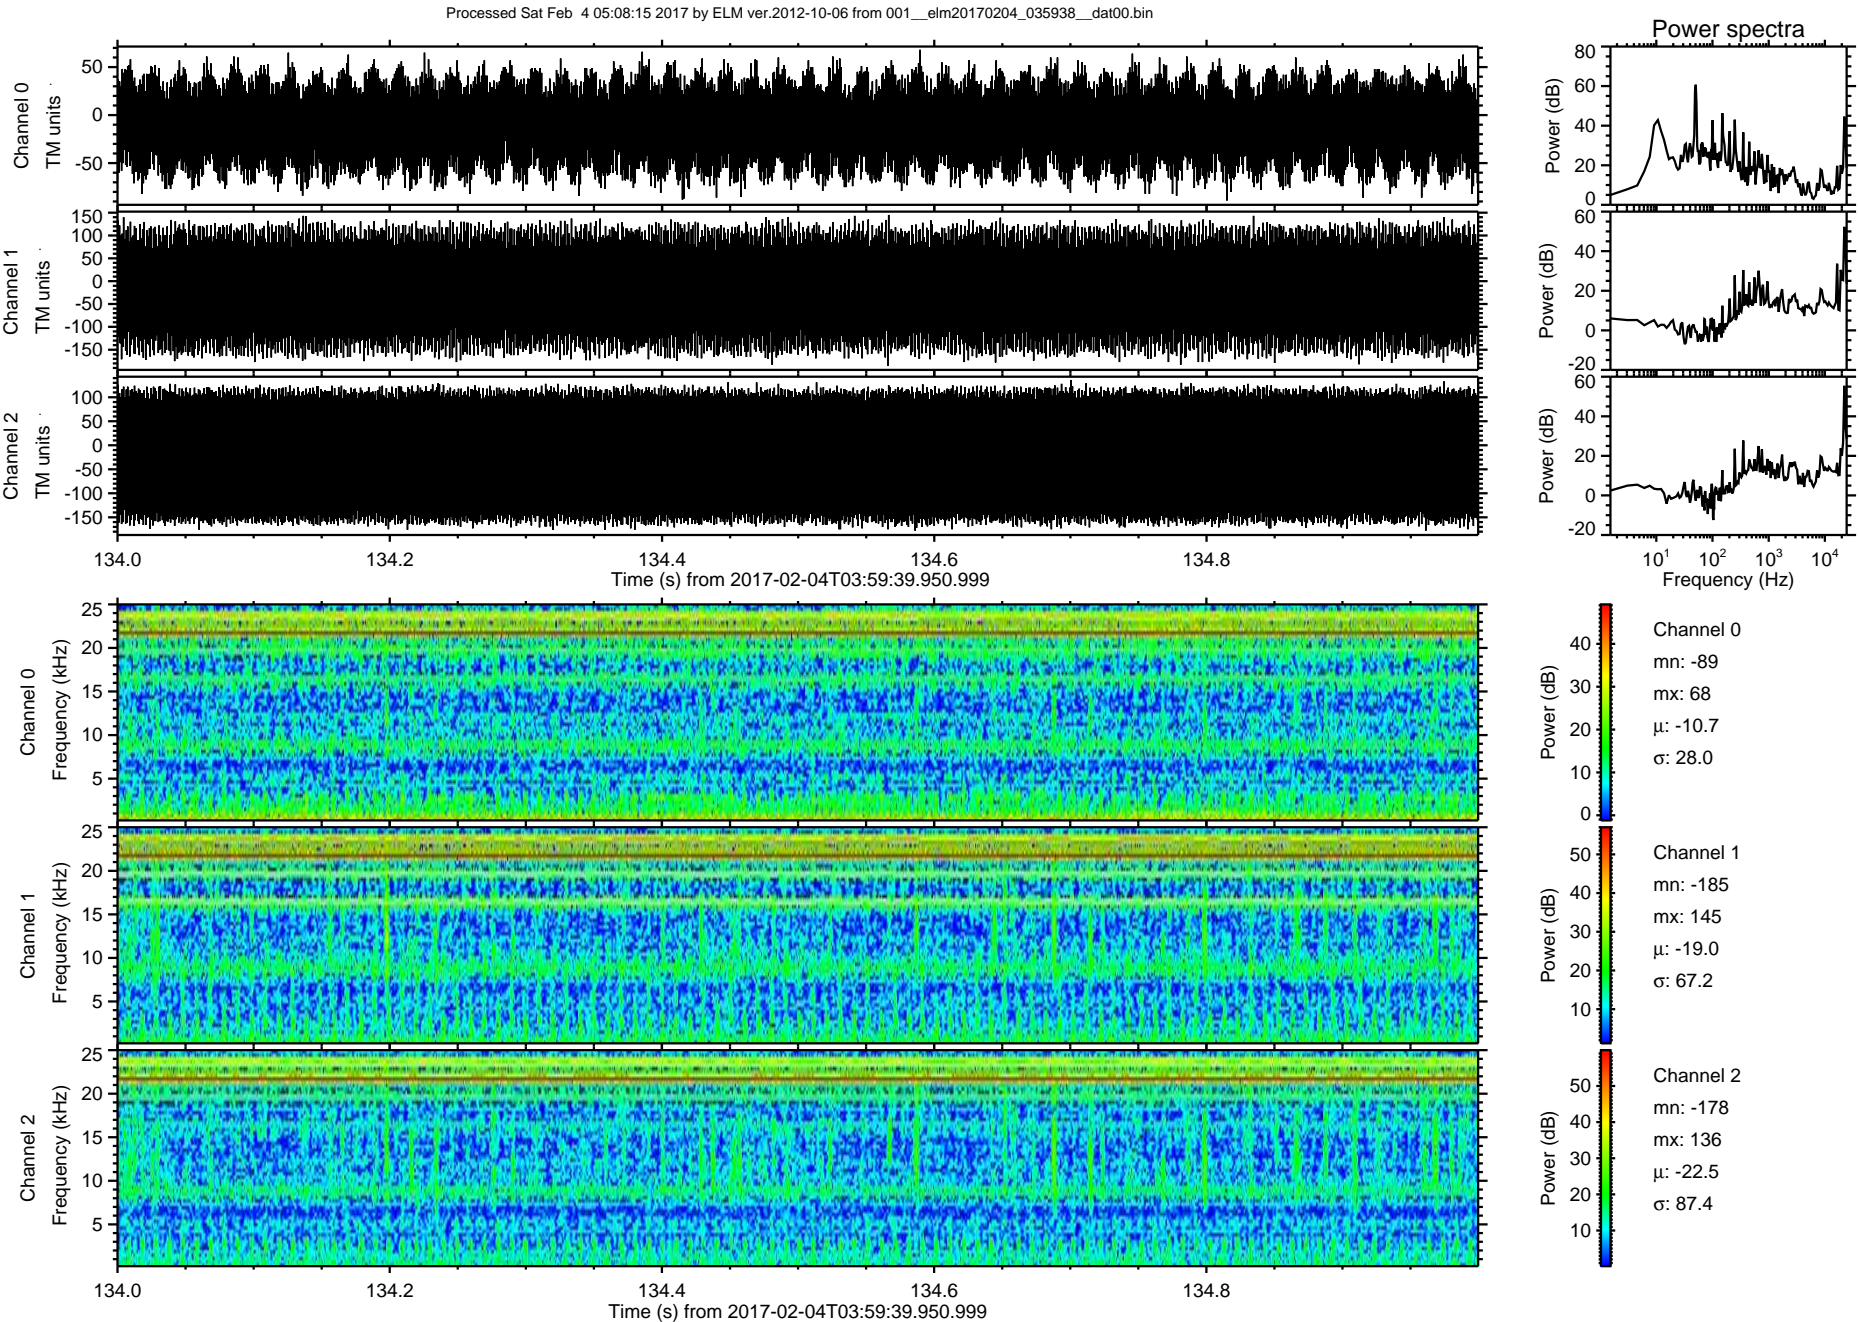 Processed Sat Feb  4 05:08:15 2017 by ELM ver.2012-10-06 from 001__elm20170204_035938__dat00.bin
Power spectra
Channel 0
TM units
50
0
-50
Power (dB)
80
60
40
20
0
Channel 1
TM units
150
100
50
0
-50
-100
-150
Power (dB)
60
40
20
0
-20
Channel 2
TM units
100
50
0
-50
-100
-150
Power (dB)
60
40
20
0
-20
134.0 134.2 134.4 134.6 134.8
Time (s) from 2017-02-04T03:59:39.950.999
10¹ 10² 10³ 10⁴
Frequency (Hz)
Channel 0
Frequency (kHz)
25
20
15
10
5
Power (dB)
40
30
20
10
0
Channel 0
mn: -89
mx: 68
μ: -10.7
σ: 28.0
Channel 1
Frequency (kHz)
25
20
15
10
5
Power (dB)
50
40
30
20
10
Channel 1
mn: -185
mx: 145
μ: -19.0
σ: 67.2
Channel 2
Frequency (kHz)
25
20
15
10
5
Power (dB)
50
40
30
20
10
Channel 2
mn: -178
mx: 136
μ: -22.5
σ: 87.4
134.0 134.2 134.4 134.6 134.8
Time (s) from 2017-02-04T03:59:39.950.999